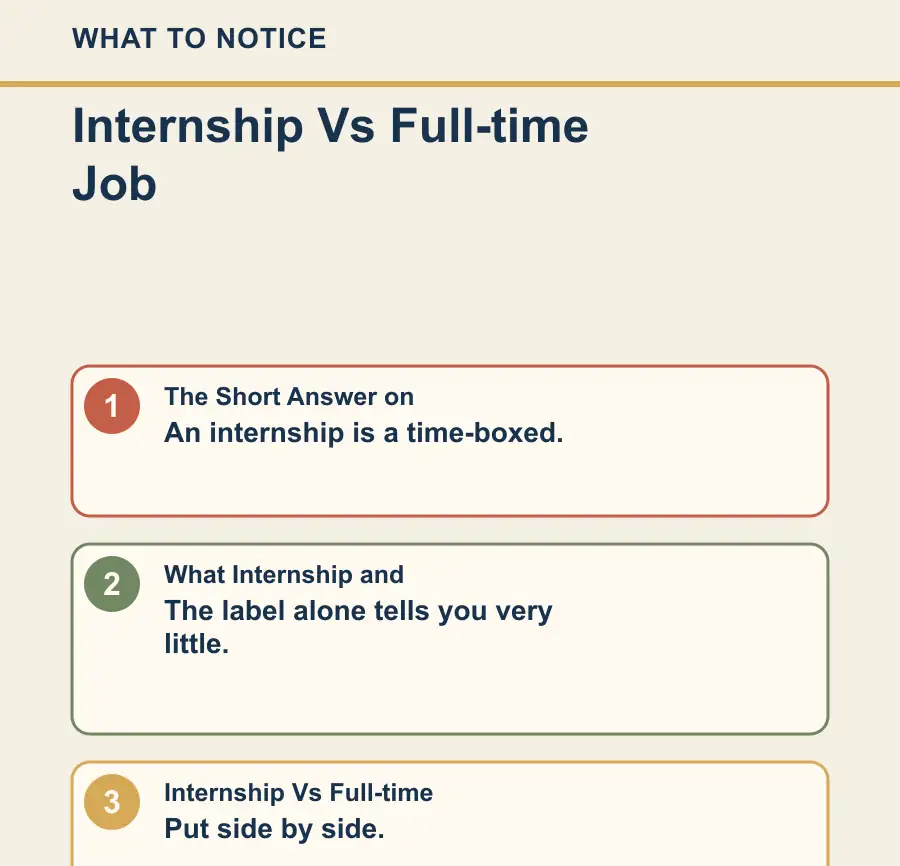 WHAT TO NOTICE
Internship Vs Full-time
Job
1
The Short Answer on
An internship is a time-boxed.
2
What Internship and
The label alone tells you very
little.
3
Internship Vs Full-time
Put side by side.